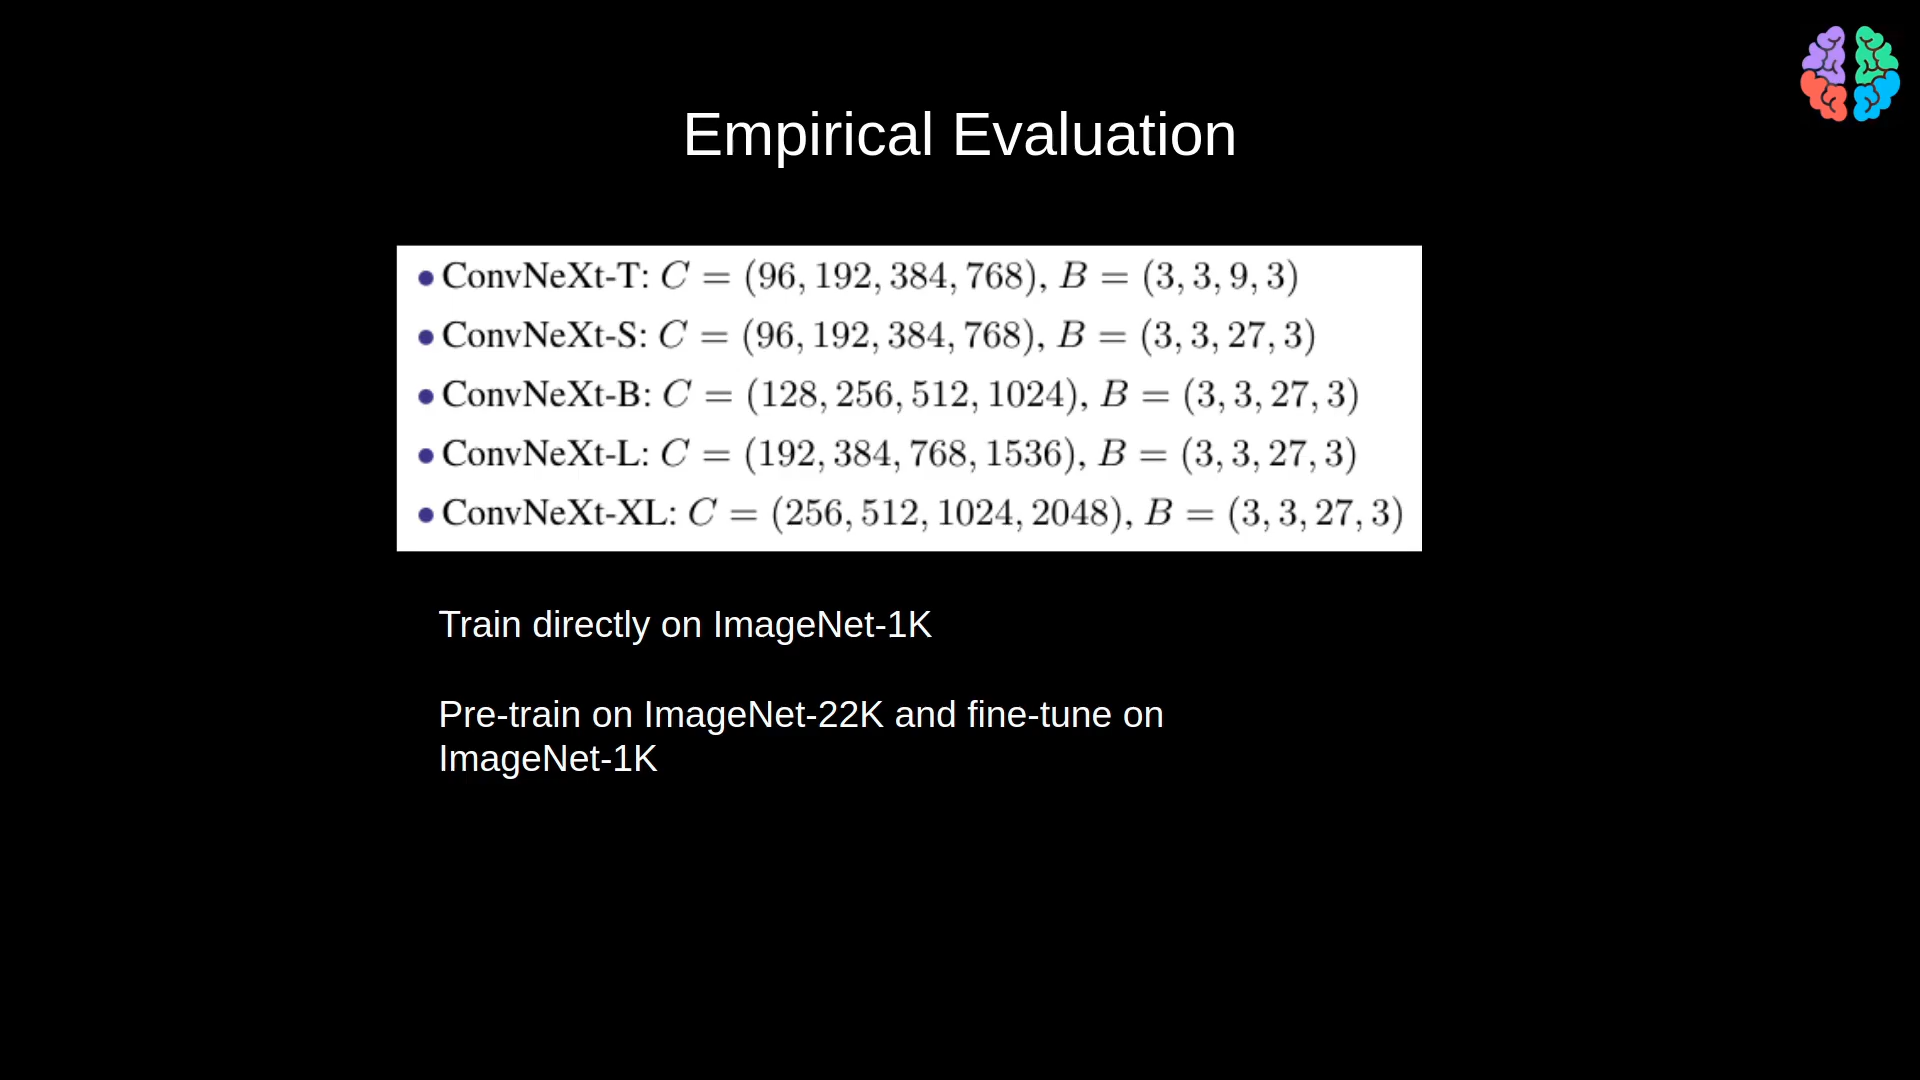 Empirical Evaluation
• ConvNeXt-T: C = (96, 192, 384, 768), B = (3, 3, 9, 3)
• ConvNeXt-S: C = (96, 192, 384, 768), B = (3, 3, 27, 3)
• ConvNeXt-B: C = (128, 256, 512, 1024), B = (3, 3, 27, 3)
• ConvNeXt-L: C = (192, 384, 768, 1536), B = (3, 3, 27, 3)
• ConvNeXt-XL: C = (256, 512, 1024, 2048), B = (3, 3, 27, 3)
Train directly on ImageNet-1K
Pre-train on ImageNet-22K and fine-tune on
ImageNet-1K